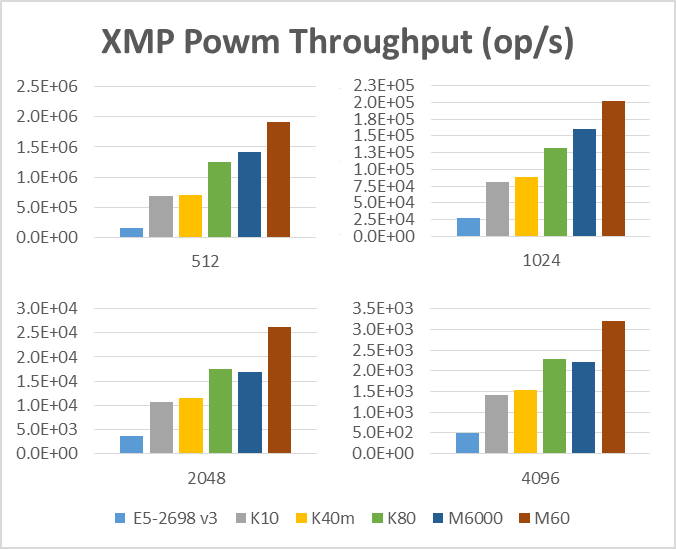 XMP Powm Throughput (op/s)
2.5E+06
2.0E+06
1.5E+06
1.0E+06
5.0E+05
0.0E+00
512
2.3E+05
2.0E+05
1.8E+05
1.5E+05
1.3E+05
1.0E+05
7.5E+04
5.0E+04
2.5E+04
0.0E+00
1024
3.0E+04
2.5E+04
2.0E+04
1.5E+04
1.0E+04
5.0E+03
0.0E+00
2048
3.5E+03
3.0E+03
2.5E+03
2.0E+03
1.5E+03
1.0E+03
5.0E+02
0.0E+00
4096
E5-2698 v3 K10 K40m K80 M6000 M60